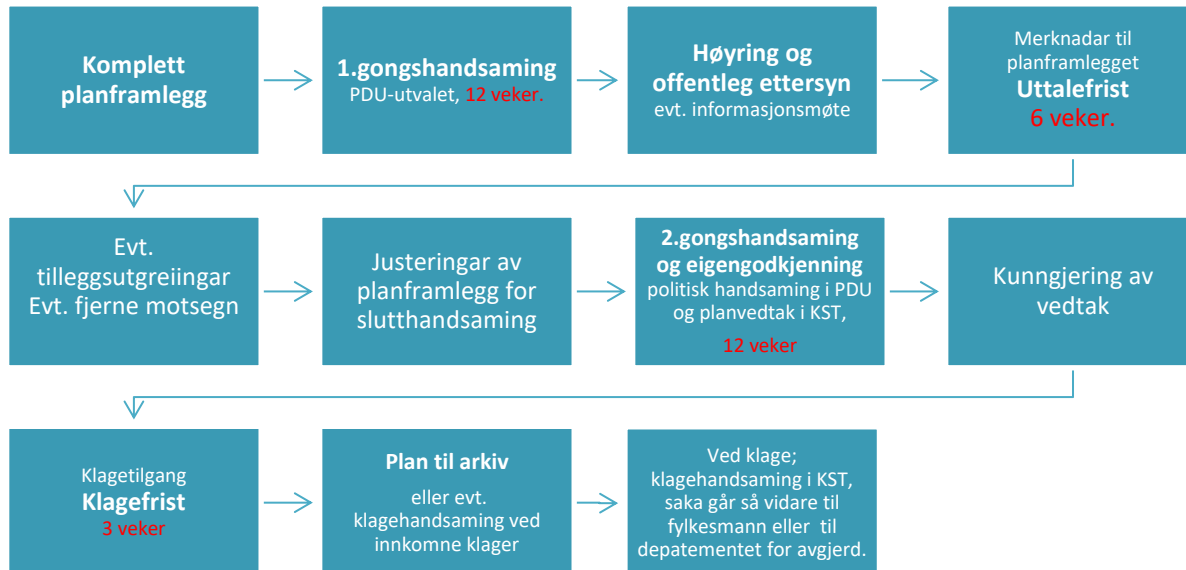 Komplett
planframlegg
1.gongshandsaming
PDU-utvalet, 12 veker.
Høyring og
offentleg ettersyn
evt. informasjonsmøte
Merknadar til
planframlegget
Uttalefrist
6 veker.
Evt.
tilleggsutgreiingar
Evt. fjerne motsegn
Justeringar av
planframlegg for
slutthandsaming
2.gongshandsaming
og eigengodkjenning
politisk handsaming i PDU
og planvedtak i KST,
12 veker
Kunngjering av
vedtak
Klagetilgang
Klagefrist
3 veker
Plan til arkiv
eller evt.
klagehandsaming ved
innkomne klager
Ved klage;
klagehandsaming i KST,
saka går så vidare til
fylkesmann eller til
depatementet for avgjerd.